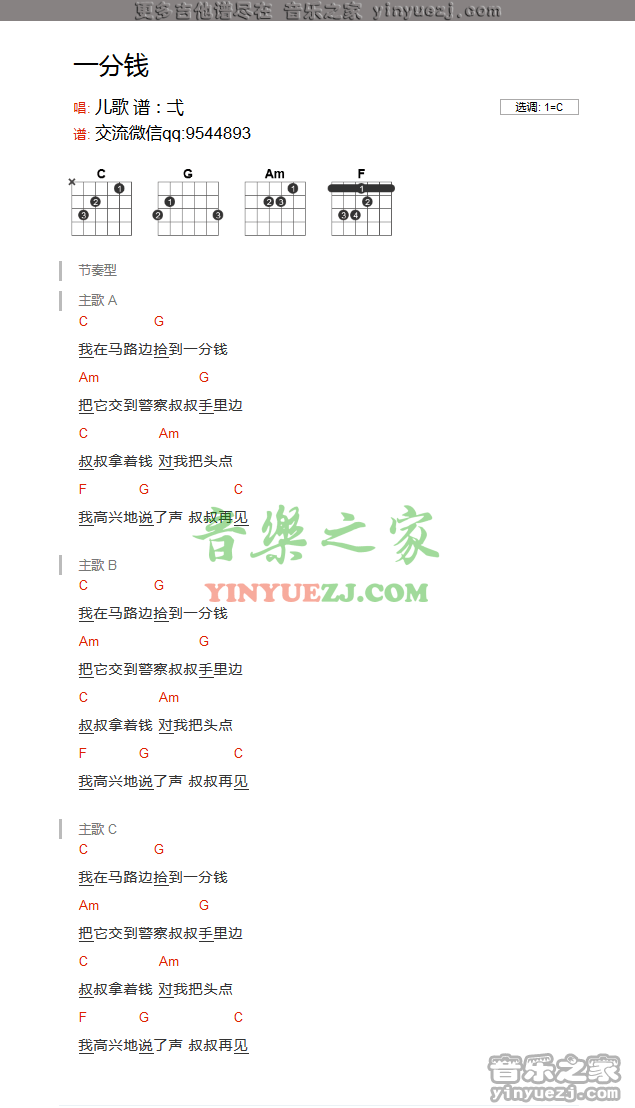 更多吉他谱尽在 音乐之家 yinyuezj.com
一分钱
唱: 儿歌 谱：弍
选调: 1=C
谱: 交流微信qq:9544893
C G Am F
× 1 2 3 1 2 3 1 2 3 1 2 3 4
节奏型
主歌 A
C G
我在马路边拾到一分钱
Am G
把它交到警察叔叔手里边
C Am
叔叔拿着钱 对我把头点
F G C
我高兴地说了声 叔叔再见
音樂之家
YINYUEZJ.COM
主歌 B
C G
我在马路边拾到一分钱
Am G
把它交到警察叔叔手里边
C Am
叔叔拿着钱 对我把头点
F G C
我高兴地说了声 叔叔再见
主歌 C
C G
我在马路边拾到一分钱
Am G
把它交到警察叔叔手里边
C Am
叔叔拿着钱 对我把头点
F G C
我高兴地说了声 叔叔再见
音乐之家
yinyuezj.com